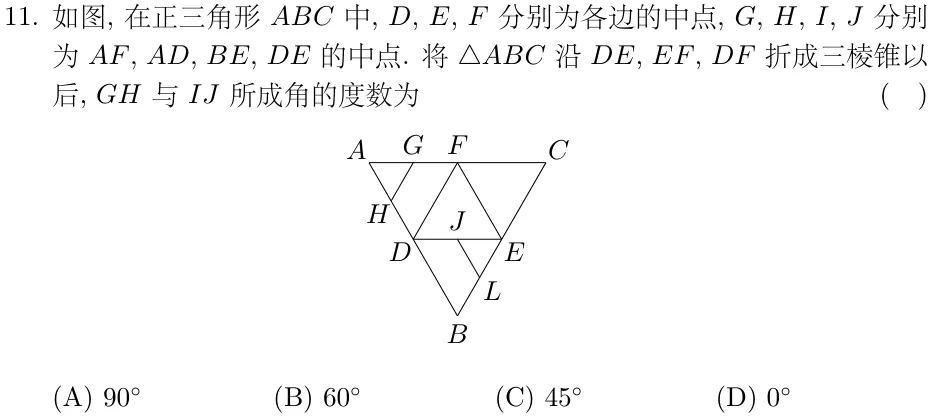 11. 如图, 在正三角形 ABC 中, D, E, F 分别为各边的中点, G, H, I, J 分别
为 AF, AD, BE, DE 的中点. 将 △ABC 沿 DE, EF, DF 折成三棱锥以
后, GH 与 IJ 所成角的度数为 ( )
A G F C
H J
D E
L
B
(A) 90° (B) 60° (C) 45° (D) 0°